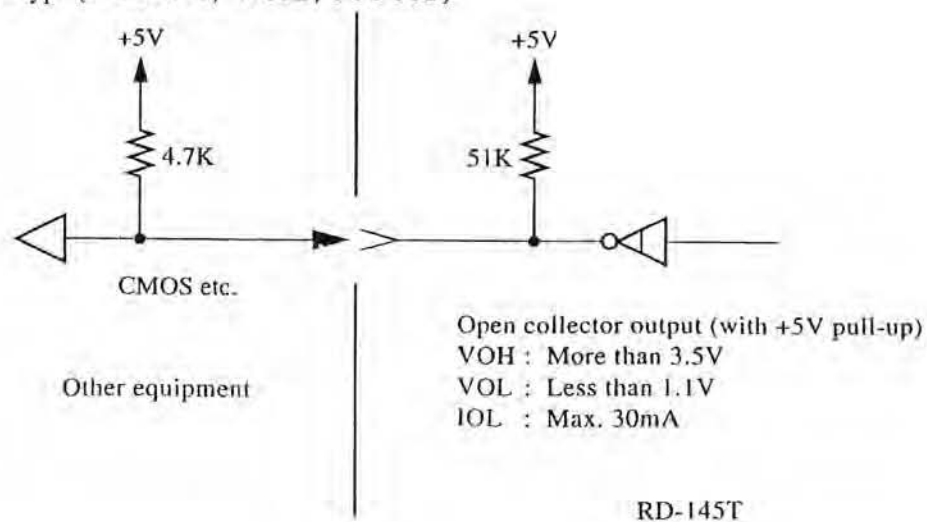 +5V
+5V
4.7K
51K
CMOS etc.
Open collector output (with +5V pull-up)
VOH : More than 3.5V
VOL : Less than 1.1V
IOL : Max. 30mA
Other equipment
RD-145T